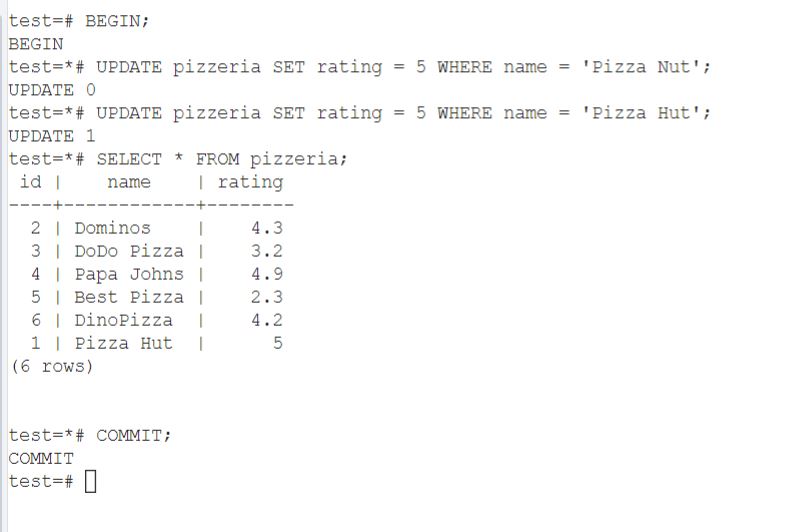 test=# BEGIN;
BEGIN
test=*# UPDATE pizzeria SET rating = 5 WHERE name = 'Pizza Nut';
UPDATE 0
test=*# UPDATE pizzeria SET rating = 5 WHERE name = 'Pizza Hut';
UPDATE 1
test=*# SELECT * FROM pizzeria;
 id |    name    | rating
----+------------+--------
  2 | Dominos    |    4.3
  3 | DoDo Pizza |    3.2
  4 | Papa Johns |    4.9
  5 | Best Pizza |    2.3
  6 | DinoPizza  |    4.2
  1 | Pizza Hut  |      5
(6 rows)
test=*# COMMIT;
COMMIT
test=#